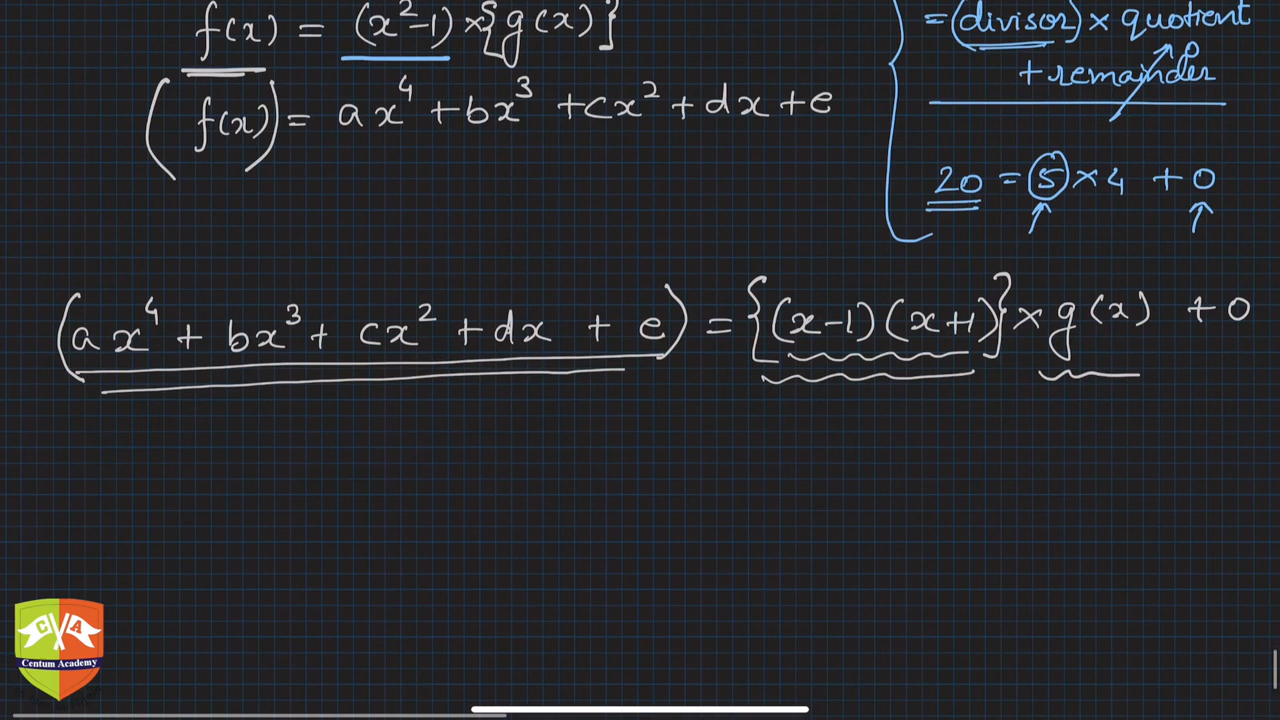 f(x) = (x²-1)×{g(x)}
(f(x)) = ax⁴ + bx³ + cx² + dx + e
= (divisor) × quotient
+ remainder
20 = 5 × 4 + 0
(ax⁴ + bx³ + cx² + dx + e) = {(x-1)(x+1)} × g(x) + 0
CA
Centum Academy